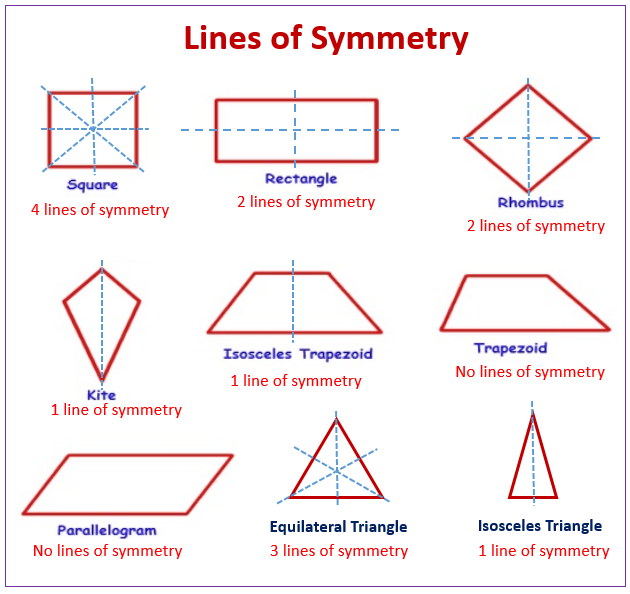 Lines of Symmetry
Square
4 lines of symmetry
Rectangle
2 lines of symmetry
Rhombus
2 lines of symmetry
Kite
1 line of symmetry
Isosceles Trapezoid
1 line of symmetry
Trapezoid
No lines of symmetry
Parallelogram
No lines of symmetry
Equilateral Triangle
3 lines of symmetry
Isosceles Triangle
1 line of symmetry